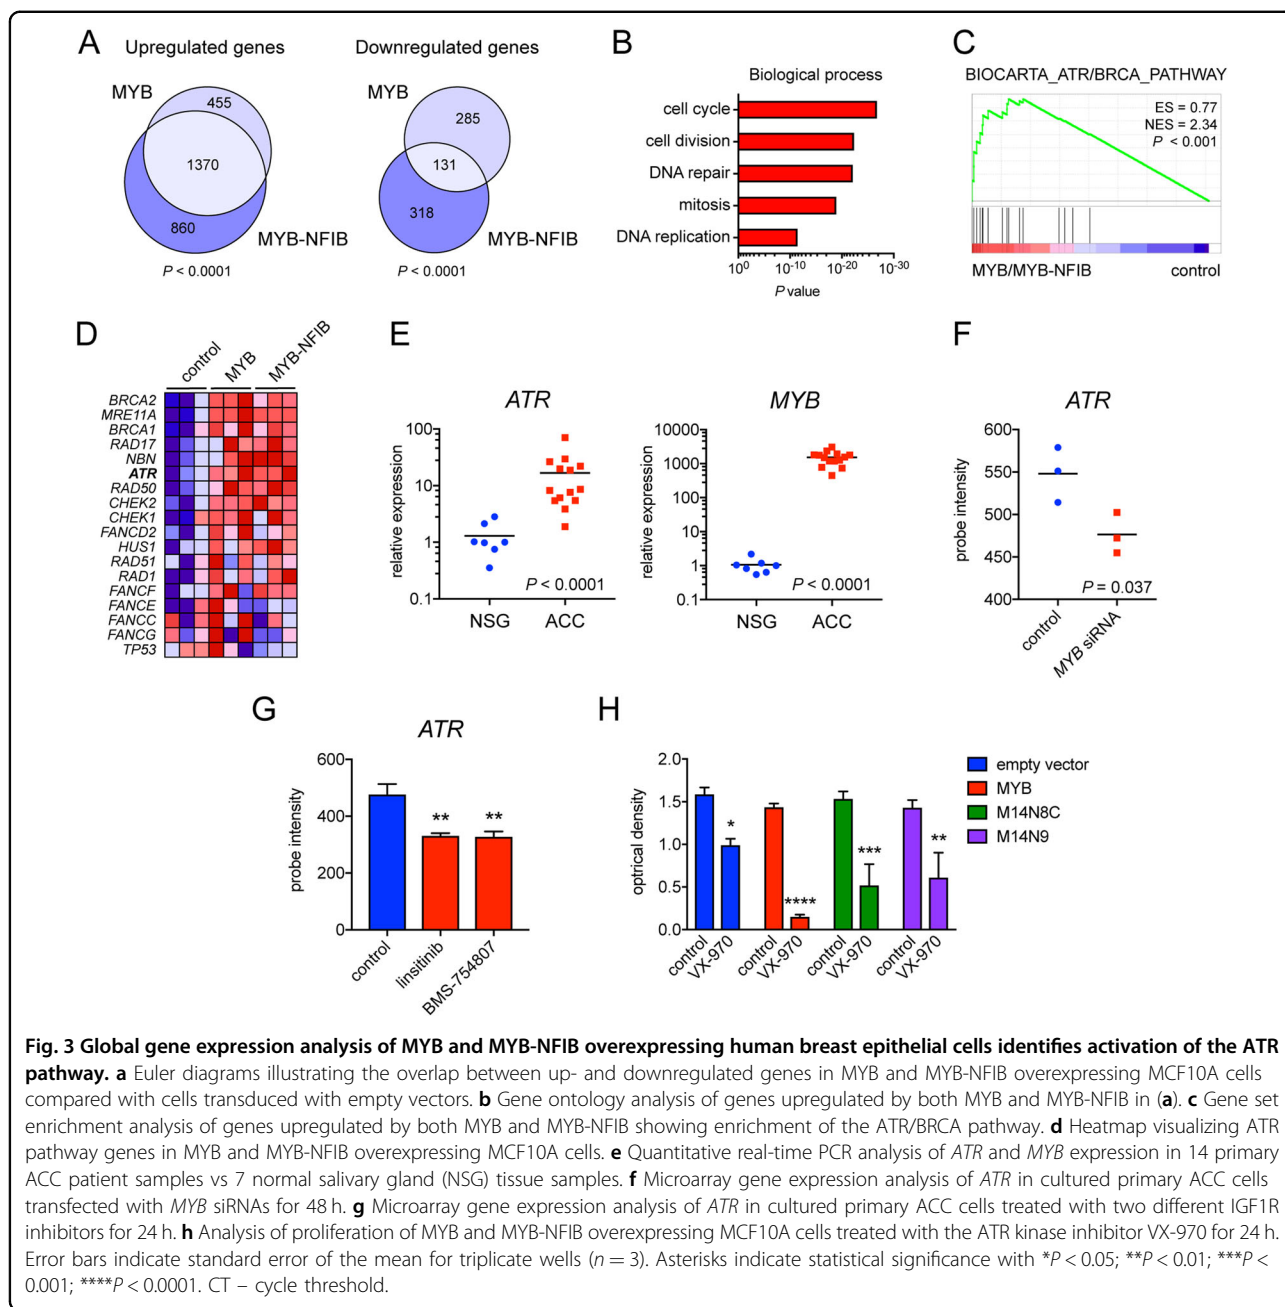 A
Upregulated genes
MYB
455
1370
860
MYB-NFIB
P < 0.0001
Downregulated genes
MYB
285
131
318
MYB-NFIB
P < 0.0001
B
Biological process
cell cycle
cell division
DNA repair
mitosis
DNA replication
10⁰ 10⁻¹⁰ 10⁻²⁰ 10⁻³⁰
P value
C
BIOCARTA_ATR/BRCA_PATHWAY
ES = 0.77
NES = 2.34
P < 0.001
MYB/MYB-NFIB control
D
control MYB MYB-NFIB
BRCA2
MRE11A
BRCA1
RAD17
NBN
ATR
RAD50
CHEK2
CHEK1
FANCD2
HUS1
RAD51
RAD1
FANCF
FANCE
FANCC
FANCG
TP53
E
ATR
relative expression
100
10
1
0.1
P < 0.0001
NSG ACC
MYB
relative expression
10000
1000
100
10
1
0.1
P < 0.0001
NSG ACC
F
ATR
probe intensity
600
550
500
450
400
P = 0.037
control MYB siRNA
G
ATR
probe intensity
600
400
200
0
** **
control linsitinib BMS-754807
H
optrical density
2.0
1.5
1.0
0.5
0.0
* **** *** **
control VX-970 control VX-970 control VX-970 control VX-970
empty vector
MYB
M14N8C
M14N9
Fig. 3 Global gene expression analysis of MYB and MYB-NFIB overexpressing human breast epithelial cells identifies activation of the ATR
pathway. a Euler diagrams illustrating the overlap between up- and downregulated genes in MYB and MYB-NFIB overexpressing MCF10A cells
compared with cells transduced with empty vectors. b Gene ontology analysis of genes upregulated by both MYB and MYB-NFIB in (a). c Gene set
enrichment analysis of genes upregulated by both MYB and MYB-NFIB showing enrichment of the ATR/BRCA pathway. d Heatmap visualizing ATR
pathway genes in MYB and MYB-NFIB overexpressing MCF10A cells. e Quantitative real-time PCR analysis of ATR and MYB expression in 14 primary
ACC patient samples vs 7 normal salivary gland (NSG) tissue samples. f Microarray gene expression analysis of ATR in cultured primary ACC cells
transfected with MYB siRNAs for 48 h. g Microarray gene expression analysis of ATR in cultured primary ACC cells treated with two different IGF1R
inhibitors for 24 h. h Analysis of proliferation of MYB and MYB-NFIB overexpressing MCF10A cells treated with the ATR kinase inhibitor VX-970 for 24 h.
Error bars indicate standard error of the mean for triplicate wells (n = 3). Asterisks indicate statistical significance with *P < 0.05; **P < 0.01; ***P <
0.001; ****P < 0.0001. CT – cycle threshold.